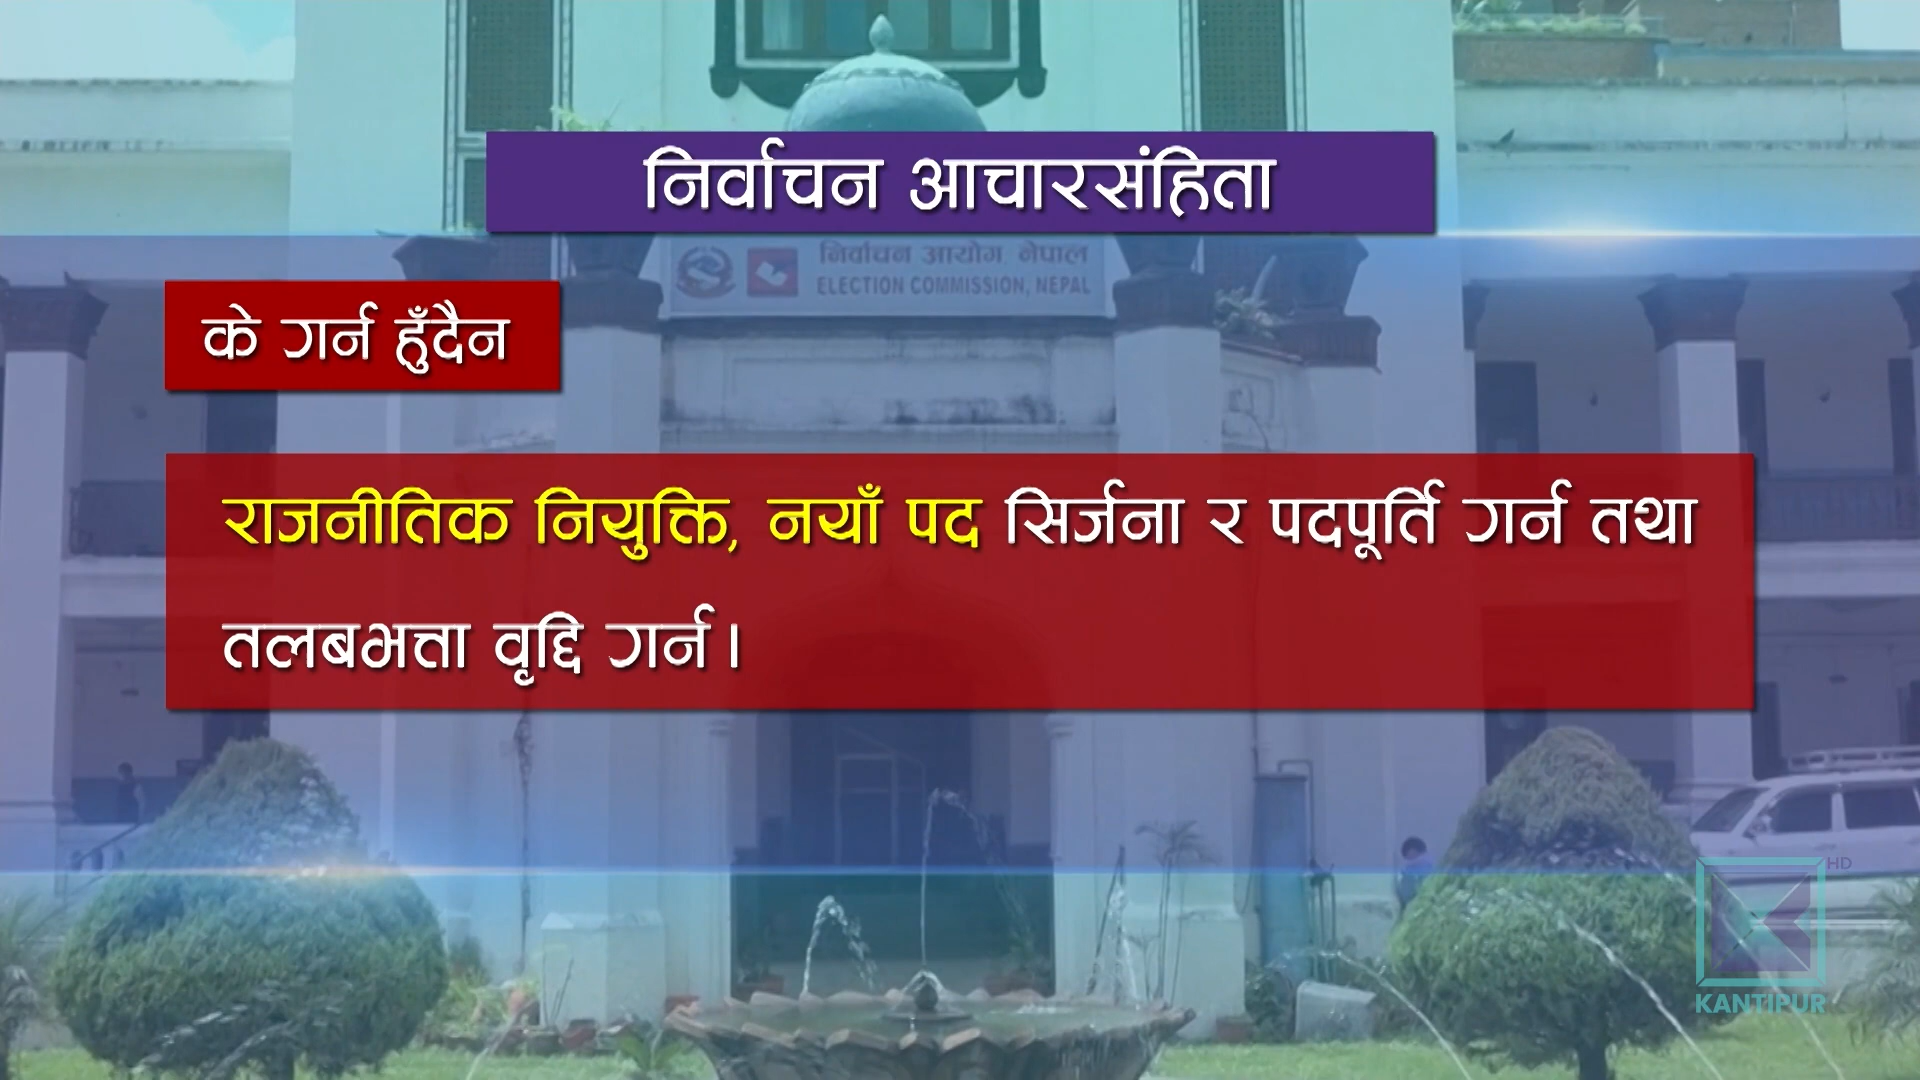 निर्वाचन आचारसंहिता
निर्वाचन आयोग नेपाल
ELECTION COMMISSION, NEPAL
के गर्न हुँदैन
राजनीतिक नियुक्ति, नयाँ पद सिर्जना र पदपूर्ति गर्न तथा
तलबभत्ता वृद्दि गर्न।
HD
KANTIPUR